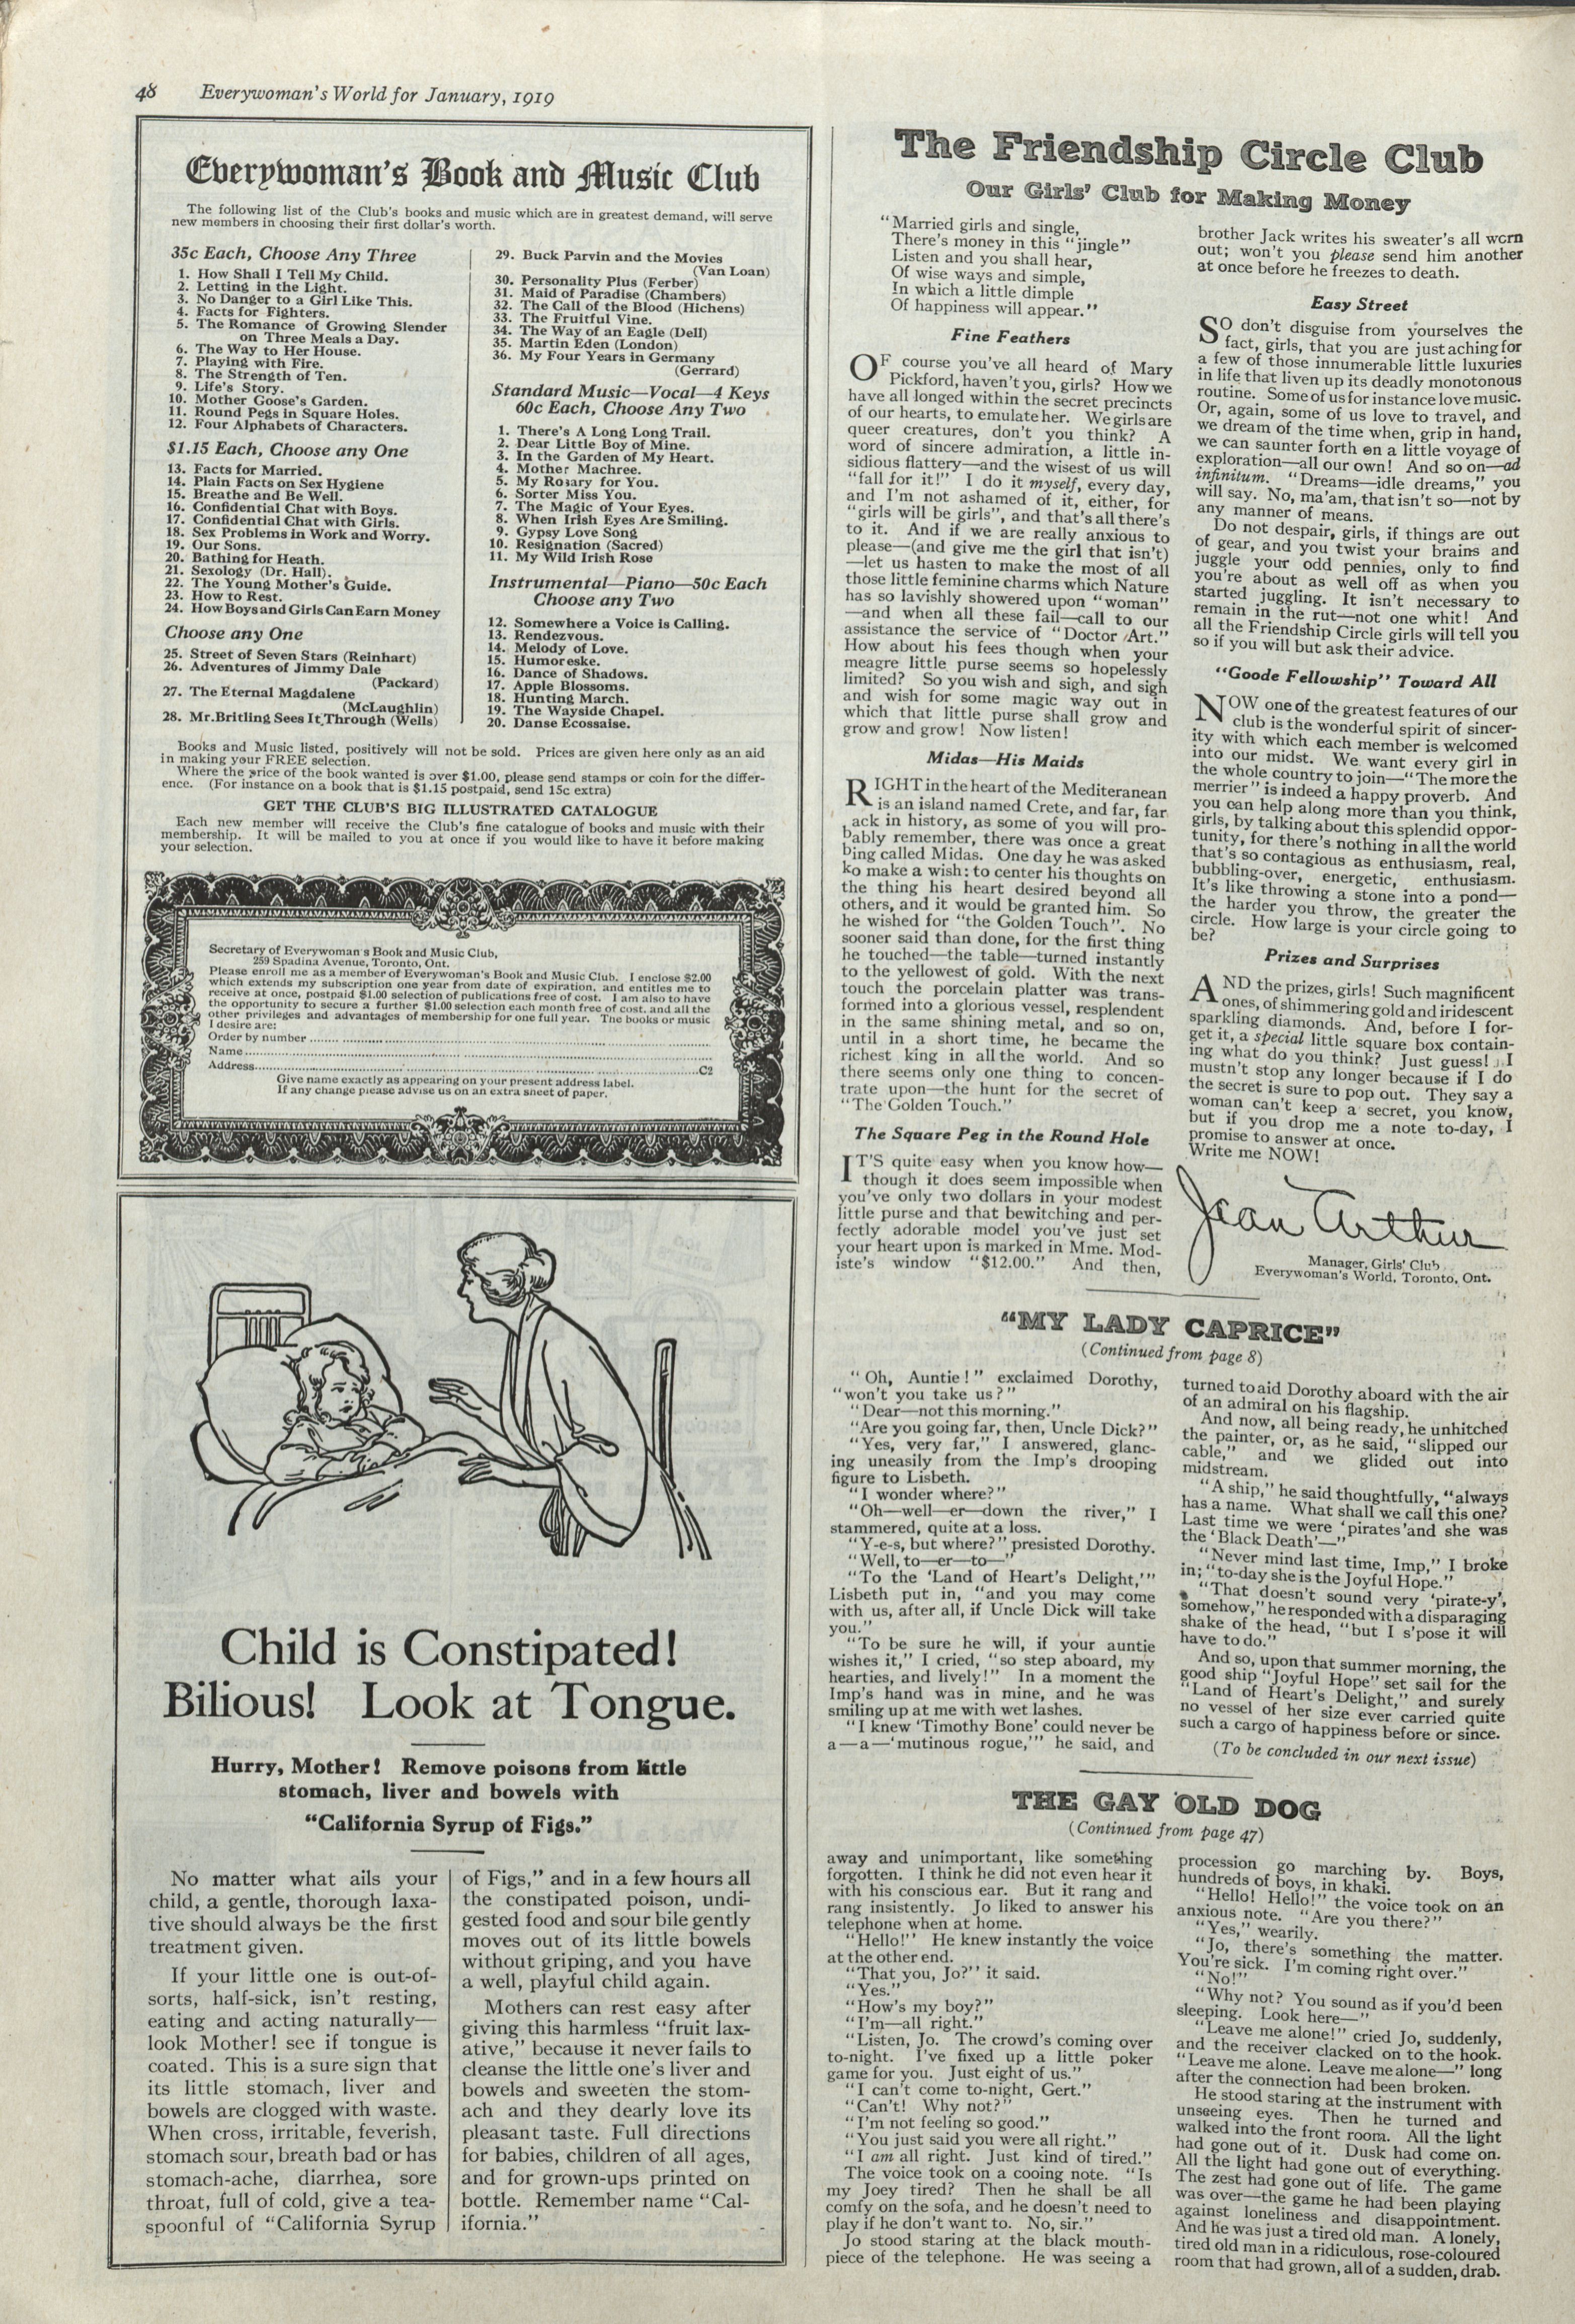 48 Everywoman's World for January, 1919
Everywoman's Book and Music Club
The following list of the Club's books and music which are in greatest demand, will serve
new members in choosing their first dollar's worth.
35c Each, Choose Any Three
1. How Shall I Tell My Child.
2. Letting in the Light.
3. No Danger to a Girl Like This.
4. Facts for Fighters.
5. The Romance of Growing Slender
on Three Meals a Day.
6. The Way to Her House.
7. Playing with Fire.
8. The Strength of Ten.
9. Life's Story.
10. Mother Goose's Garden.
11. Round Pegs in Square Holes.
12. Four Alphabets of Characters.
$1.15 Each, Choose any One
13. Facts for Married.
14. Plain Facts on Sex Hygiene
15. Breathe and Be Well.
16. Confidential Chat with Boys.
17. Confidential Chat with Girls.
18. Sex Problems in Work and Worry.
19. Our Sons.
20. Bathing for Heath.
21. Sexology (Dr. Hall).
22. The Young Mother's Guide.
23. How to Rest.
24. How Boys and Girls Can Earn Money
Choose any One
25. Street of Seven Stars (Reinhart)
26. Adventures of Jimmy Dale
(Packard)
27. The Eternal Magdalene
(McLaughlin)
28. Mr. Britling Sees It Through (Wells)
29. Buck Parvin and the Movies
(Van Loan)
30. Personality Plus (Ferber)
31. Maid of Paradise (Chambers)
32. The Call of the Blood (Hichens)
33. The Fruitful Vine.
34. The Way of an Eagle (Dell)
35. Martin Eden (London)
36. My Four Years in Germany
(Gerrard)
Standard Music—Vocal—4 Keys
60c Each, Choose Any Two
1. There's A Long Long Trail.
2. Dear Little Boy of Mine.
3. In the Garden of My Heart.
4. Mother Machree.
5. My Rosary for You.
6. Sorter Miss You.
7. The Magic of Your Eyes.
8. When Irish Eyes Are Smiling.
9. Gypsy Love Song
10. Resignation (Sacred)
11. My Wild Irish Rose
Instrumental—Piano—50c Each
Choose any Two
12. Somewhere a Voice is Calling.
13. Rendezvous.
14. Melody of Love.
15. Humoreske.
16. Dance of Shadows.
17. Apple Blossoms.
18. Hunting March.
19. The Wayside Chapel.
20. Danse Ecossaise.
Books and Music listed, positively will not be sold. Prices are given here only as an aid
in making your FREE selection.
Where the price of the book wanted is over $1.00, please send stamps or coin for the differ-
ence. (For instance on a book that is $1.15 postpaid, send 15c extra)
GET THE CLUB'S BIG ILLUSTRATED CATALOGUE
Each new member will receive the Club's fine catalogue of books and music with their
membership. It will be mailed to you at once if you would like to have it before making
your selection.
Secretary of Everywoman's Book and Music Club,
259 Spadina Avenue, Toronto, Ont.
Please enroll me as a member of Everywoman's Book and Music Club. I enclose $2.00
which extends my subscription one year from date of expiration, and entitles me to
receive at once, postpaid $1.00 selection of publications free of cost. I am also to have
the opportunity to secure a further $1.00 selection each month free of cost, and all the
other privileges and advantages of membership for one full year. The books or music
I desire are:
Order by number
Name
Address C2
Give name exactly as appearing on your present address label.
If any change please advise us on an extra sheet of paper.
Child is Constipated!
Bilious! Look at Tongue.
Hurry, Mother! Remove poisons from little
stomach, liver and bowels with
"California Syrup of Figs."
No matter what ails your
child, a gentle, thorough laxa-
tive should always be the first
treatment given.
If your little one is out-of-
sorts, half-sick, isn't resting,
eating and acting naturally—
look Mother! see if tongue is
coated. This is a sure sign that
its little stomach, liver and
bowels are clogged with waste.
When cross, irritable, feverish,
stomach sour, breath bad or has
stomach-ache, diarrhea, sore
throat, full of cold, give a tea-
spoonful of "California Syrup
of Figs," and in a few hours all
the constipated poison, undi-
gested food and sour bile gently
moves out of its little bowels
without griping, and you have
a well, playful child again.
Mothers can rest easy after
giving this harmless "fruit lax-
ative," because it never fails to
cleanse the little one's liver and
bowels and sweeten the stom-
ach and they dearly love its
pleasant taste. Full directions
for babies, children of all ages,
and for grown-ups printed on
bottle. Remember name "Cal-
ifornia."
The Friendship Circle Club
Our Girls' Club for Making Money
"Married girls and single,
There's money in this "jingle"
Listen and you shall hear,
Of wise ways and simple,
In which a little dimple
Of happiness will appear."
Fine Feathers
OF course you've all heard of Mary
Pickford, haven't you, girls? How we
have all longed within the secret precincts
of our hearts, to emulate her. We girls are
queer creatures, don't you think? A
word of sincere admiration, a little in-
sidious flattery—and the wisest of us will
"fall for it!" I do it myself, every day,
and I'm not ashamed of it, either, for
"girls will be girls", and that's all there's
to it. And if we are really anxious to
please—(and give me the girl that isn't)
—let us hasten to make the most of all
those little feminine charms which Nature
has so lavishly showered upon "woman"
—and when all these fail—call to our
assistance the service of "Doctor Art."
How about his fees though when your
meagre little purse seems so hopelessly
limited? So you wish and sigh, and sigh
and wish for some magic way out in
which that little purse shall grow and
grow and grow! Now listen!
Midas—His Maids
RIGHT in the heart of the Mediteranean
is an island named Crete, and far, far
ack in history, as some of you will pro-
bably remember, there was once a great
bing called Midas. One day he was asked
ko make a wish: to center his thoughts on
the thing his heart desired beyond all
others, and it would be granted him. So
he wished for "the Golden Touch". No
sooner said than done, for the first thing
he touched—the table—turned instantly
to the yellowest of gold. With the next
touch the porcelain platter was trans-
formed into a glorious vessel, resplendent
in the same shining metal, and so on,
until in a short time, he became the
richest king in all the world. And so
there seems only one thing to concen-
trate upon—the hunt for the secret of
"The Golden Touch."
The Square Peg in the Round Hole
IT'S quite easy when you know how—
though it does seem impossible when
you've only two dollars in your modest
little purse and that bewitching and per-
fectly adorable model you've just set
your heart upon is marked in Mme. Mod-
iste's window "$12.00." And then,
brother Jack writes his sweater's all worn
out; won't you please send him another
at once before he freezes to death.
Easy Street
SO don't disguise from yourselves the
fact, girls, that you are just aching for
a few of those innumerable little luxuries
in life that liven up its deadly monotonous
routine. Some of us for instance love music.
Or, again, some of us love to travel, and
we dream of the time when, grip in hand,
we can saunter forth on a little voyage of
exploration—all our own! And so on—ad
infinitum. "Dreams—idle dreams," you
will say. No, ma'am, that isn't so—not by
any manner of means.
Do not despair, girls, if things are out
of gear, and you twist your brains and
juggle your odd pennies, only to find
you're about as well off as when you
started juggling. It isn't necessary to
remain in the rut—not one whit! And
all the Friendship Circle girls will tell you
so if you will but ask their advice.
"Goode Fellowship" Toward All
NOW one of the greatest features of our
club is the wonderful spirit of sincer-
ity with which each member is welcomed
into our midst. We want every girl in
the whole country to join—"The more the
merrier" is indeed a happy proverb. And
you can help along more than you think,
girls, by talking about this splendid oppor-
tunity, for there's nothing in all the world
that's so contagious as enthusiasm, real,
bubbling-over, energetic, enthusiasm.
It's like throwing a stone into a pond—
the harder you throw, the greater the
circle. How large is your circle going to
be?
Prizes and Surprises
AND the prizes, girls! Such magnificent
ones, of shimmering gold and iridescent
sparkling diamonds. And, before I for-
get it, a special little square box contain-
ing what do you think? Just guess! I
mustn't stop any longer because if I do
the secret is sure to pop out. They say a
woman can't keep a secret, you know,
but if you drop me a note to-day, I
promise to answer at once.
Write me NOW!
Jean Arthur
Manager, Girls' Club
Everywoman's World, Toronto, Ont.
"MY LADY CAPRICE"
(Continued from page 8)
"Oh, Auntie!" exclaimed Dorothy,
"won't you take us?"
"Dear—not this morning."
"Are you going far, then, Uncle Dick?"
"Yes, very far," I answered, glanc-
ing uneasily from the Imp's drooping
figure to Lisbeth.
"I wonder where?"
"Oh—well—er—down the river," I
stammered, quite at a loss.
"Y-e-s, but where?" presisted Dorothy.
"Well, to—er—to—"
"To the 'Land of Heart's Delight,'"
Lisbeth put in, "and you may come
with us, after all, if Uncle Dick will take
you."
"To be sure he will, if your auntie
wishes it," I cried, "so step aboard, my
hearties, and lively!" In a moment the
Imp's hand was in mine, and he was
smiling up at me with wet lashes.
"I knew 'Timothy Bone' could never be
a—a—'mutinous rogue,'" he said, and
turned to aid Dorothy aboard with the air
of an admiral on his flagship.
And now, all being ready, he unhitched
the painter, or, as he said, "slipped our
cable," and we glided out into
midstream.
"A ship," he said thoughtfully, "always
has a name. What shall we call this one?
Last time we were 'pirates' and she was
the 'Black Death'—"
"Never mind last time, Imp," I broke
in; "to-day she is the Joyful Hope."
"That doesn't sound very 'pirate-y',
somehow," he responded with a disparaging
shake of the head, "but I s'pose it will
have to do."
And so, upon that summer morning, the
good ship "Joyful Hope" set sail for the
"Land of Heart's Delight," and surely
no vessel of her size ever carried quite
such a cargo of happiness before or since.
(To be concluded in our next issue)
THE GAY OLD DOG
(Continued from page 47)
away and unimportant, like something
forgotten. I think he did not even hear it
with his conscious ear. But it rang and
rang insistently. Jo liked to answer his
telephone when at home.
"Hello!" He knew instantly the voice
at the other end.
"That you, Jo?" it said.
"Yes."
"How's my boy?"
"I'm—all right."
"Listen, Jo. The crowd's coming over
to-night. I've fixed up a little poker
game for you. Just eight of us."
"I can't come to-night, Gert."
"Can't! Why not?"
"I'm not feeling so good."
"You just said you were all right."
"I am all right. Just kind of tired."
The voice took on a cooing note. "Is
my Joey tired? Then he shall be all
comfy on the sofa, and he doesn't need to
play if he don't want to. No, sir."
Jo stood staring at the black mouth-
piece of the telephone. He was seeing a
procession go marching by. Boys,
hundreds of boys, in khaki.
"Hello! Hello!" the voice took on an
anxious note. "Are you there?"
"Yes," wearily.
"Jo, there's something the matter.
You're sick. I'm coming right over."
"No!"
"Why not? You sound as if you'd been
sleeping. Look here—"
"Leave me alone!" cried Jo, suddenly,
and the receiver clacked on to the hook.
"Leave me alone. Leave me alone—" long
after the connection had been broken.
He stood staring at the instrument with
unseeing eyes. Then he turned and
walked into the front room. All the light
had gone out of it. Dusk had come on.
All the light had gone out of everything.
The zest had gone out of life. The game
was over—the game he had been playing
against loneliness and disappointment.
And he was just a tired old man. A lonely,
tired old man in a ridiculous, rose-coloured
room that had grown, all of a sudden, drab.